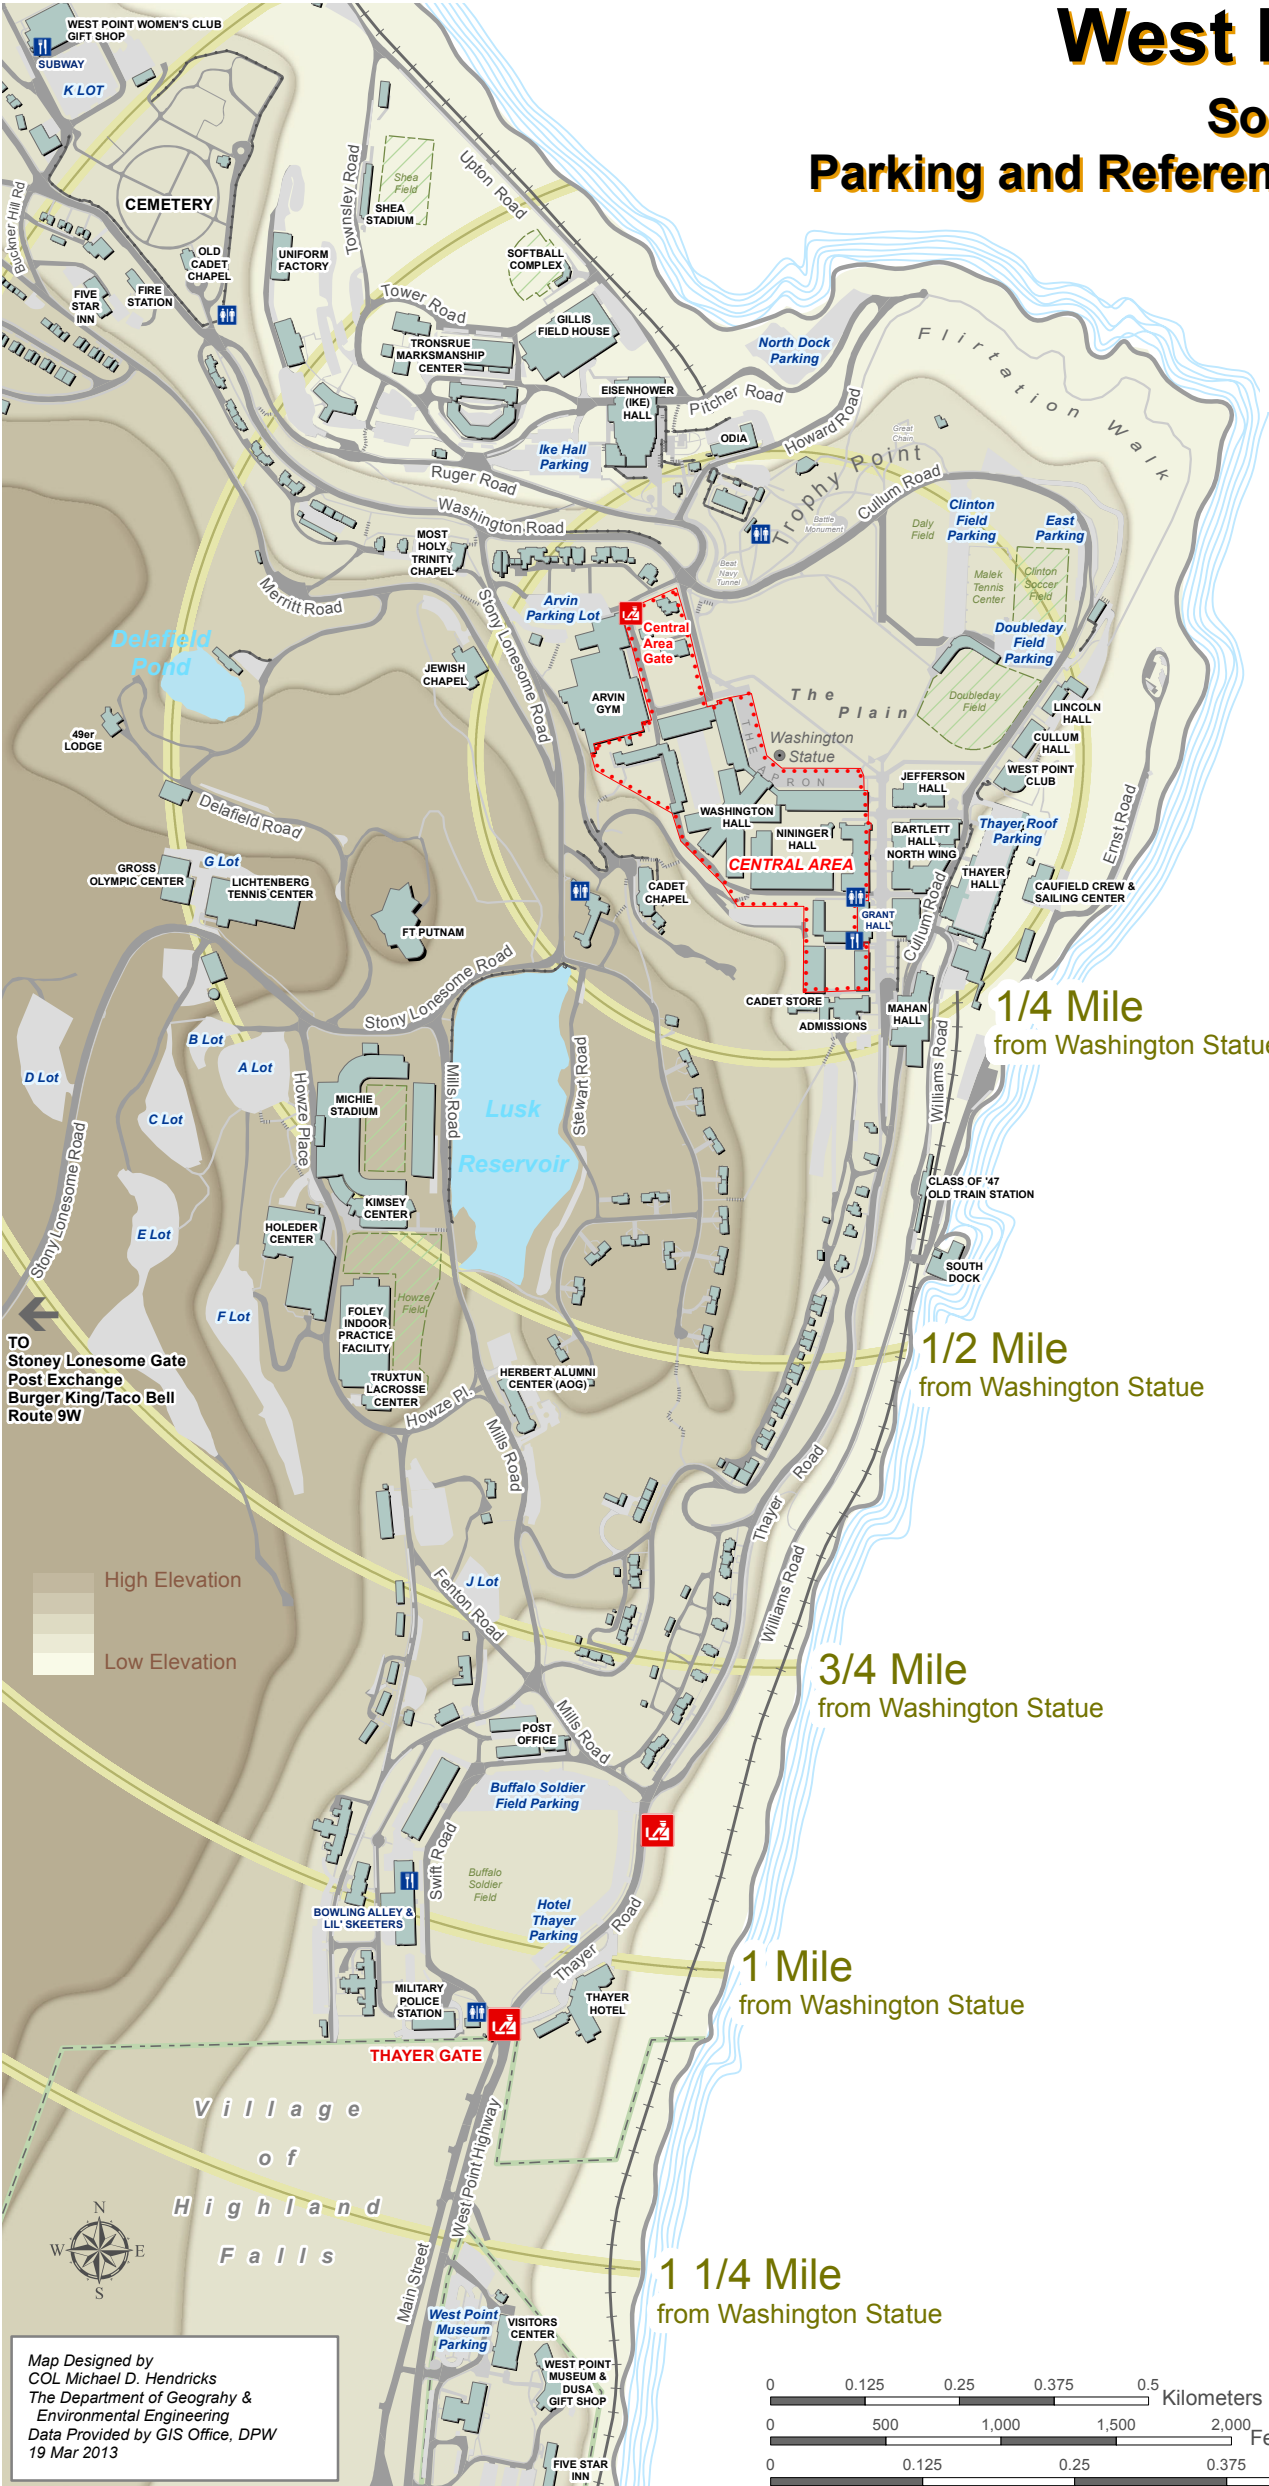 West
So
Parking and Referen
WEST POINT WOMEN'S CLUB
GIFT SHOP
SUBWAY
K LOT
CEMETERY
Buckner Hill Rd
OLD
CADET
CHAPEL
FIRE
STATION
FIVE
STAR
INN
UNIFORM
FACTORY
Townsley Road
Shea
Field
SHEA
STADIUM
Upton Road
SOFTBALL
COMPLEX
Tower Road
GILLIS
FIELD HOUSE
TRONSRUE
MARKSMANSHIP
CENTER
EISENHOWER
(IKE)
HALL
North Dock
Parking
Pitcher Road
Howard Road
Flirtation Walk
ODIA
Great
Chain
Trophy Point
Ike Hall
Parking
Ruger Road
Washington Road
Cullum Road
Battle
Monument
Beat
Navy
Tunnel
Daly
Field
Clinton
Field
Parking
East
Parking
Malek
Tennis
Center
Clinton
Soccer
Field
Doubleday
Field
Parking
Doubleday
Field
MOST
HOLY
TRINITY
CHAPEL
Merritt Road
Stony Lonesome Road
Arvin
Parking Lot
Central
Area
Gate
Delafield
Pond
JEWISH
CHAPEL
ARVIN
GYM
The
Plain
Washington
Statue
THE APRON
49er
LODGE
LINCOLN
HALL
CULLUM
HALL
WEST POINT
CLUB
JEFFERSON
HALL
Ernst Road
Delafield Road
WASHINGTON
HALL
NININGER
HALL
CENTRAL AREA
BARTLETT
HALL
NORTH WING
Thayer Roof
Parking
THAYER
HALL
CAUFIELD CREW &
SAILING CENTER
GROSS
OLYMPIC CENTER
G Lot
LICHTENBERG
TENNIS CENTER
FT PUTNAM
CADET
CHAPEL
GRANT
HALL
Cullum Road
Stony Lonesome Road
CADET STORE
ADMISSIONS
MAHAN
HALL
Williams Road
1/4 Mile
from Washington Statue
B Lot
A Lot
D Lot
C Lot
Howze Place
MICHIE
STADIUM
Mills Road
Lusk
Reservoir
Stewart Road
Stony Lonesome Road
E Lot
KIMSEY
CENTER
HOLEDER
CENTER
CLASS OF '47
OLD TRAIN STATION
SOUTH
DOCK
F Lot
Howze
Field
FOLEY
INDOOR
PRACTICE
FACILITY
TO
Stoney Lonesome Gate
Post Exchange
Burger King/Taco Bell
Route 9W
TRUXTUN
LACROSSE
CENTER
HERBERT ALUMNI
CENTER (AOG)
1/2 Mile
from Washington Statue
Howze Pl.
Mills Road
Thayer Road
Williams Road
High Elevation
Low Elevation
J Lot
Fenton Road
3/4 Mile
from Washington Statue
POST
OFFICE
Mills Road
Buffalo Soldier
Field Parking
Swift Road
Buffalo
Soldier
Field
Hotel
Thayer
Parking
Thayer Road
BOWLING ALLEY &
LIL' SKEETERS
1 Mile
from Washington Statue
MILITARY
POLICE
STATION
THAYER
HOTEL
THAYER GATE
Village
of
Highland
Falls
West Point Highway
N
W E
S
Main Street
1 1/4 Mile
from Washington Statue
West Point
Museum
Parking
VISITORS
CENTER
WEST POINT
MUSEUM &
DUSA
GIFT SHOP
FIVE STAR
INN
Map Designed by
COL Michael D. Hendricks
The Department of Geograhy &
Environmental Engineering
Data Provided by GIS Office, DPW
19 Mar 2013
0 0.125 0.25 0.375 0.5
Kilometers
0 500 1,000 1,500 2,000
Fe
0 0.125 0.25 0.375